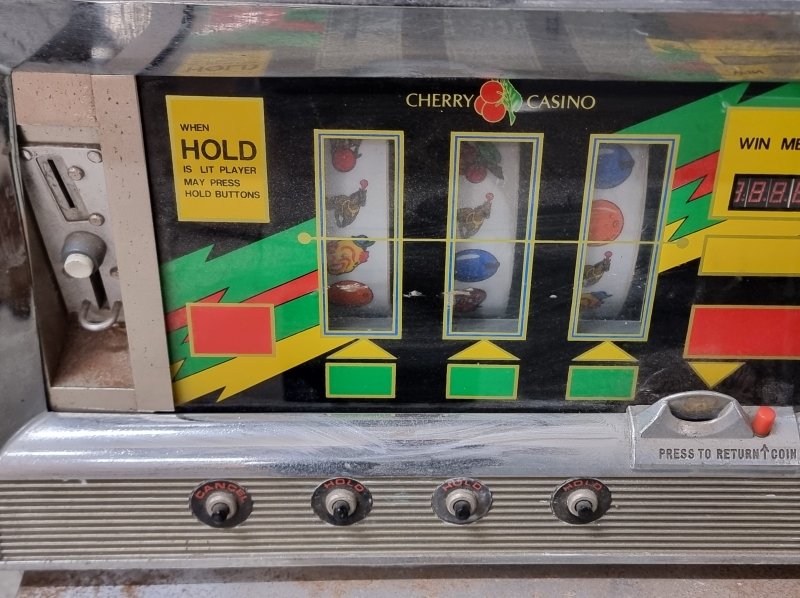 CHERRY CASINO
WHEN
HOLD
IS LIT PLAYER
MAY PRESS
HOLD BUTTONS
WIN ME
PRESS TO RETURN↑COIN
CANCEL
HOLD
HOLD
HOLD